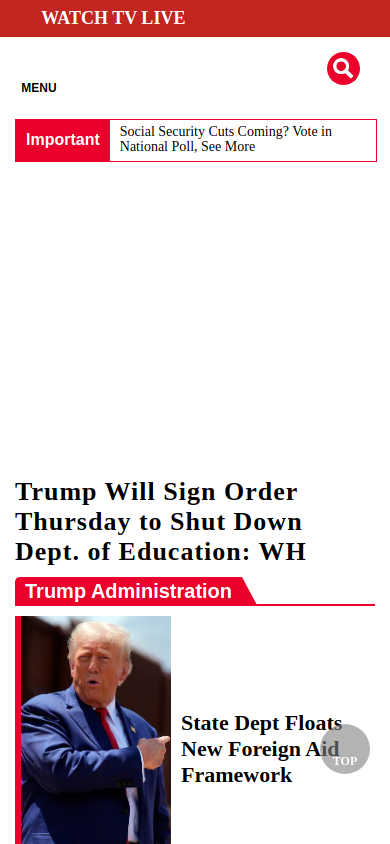 WATCH TV LIVE
MENU
Important
Social Security Cuts Coming? Vote in
National Poll, See More
Trump Will Sign Order
Thursday to Shut Down
Dept. of Education: WH
Trump Administration
State Dept Floats
New Foreign Aid
Framework
TOP